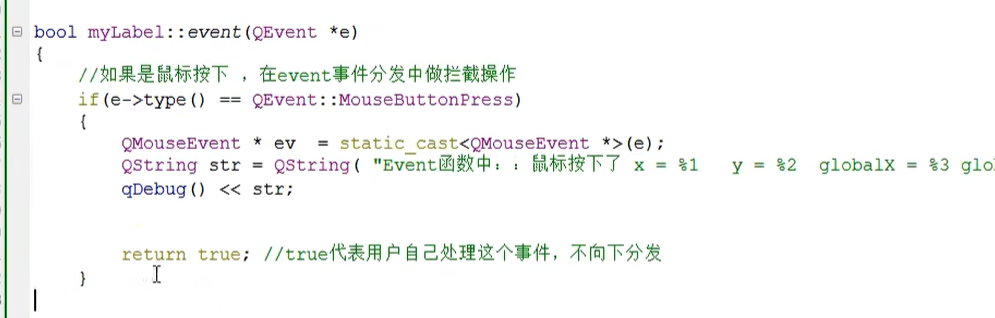 bool myLabel::event(QEvent *e)
{
//如果是鼠标按下 ，在event事件分发中做拦截操作
if(e->type() == QEvent::MouseButtonPress)
{
QMouseEvent * ev  = static_cast<QMouseEvent *>(e);
QString str = QString( "Event函数中：：鼠标按下了 x = %1   y = %2  globalX = %3 glo
qDebug() << str;
return true; //true代表用户自己处理这个事件，不向下分发
}